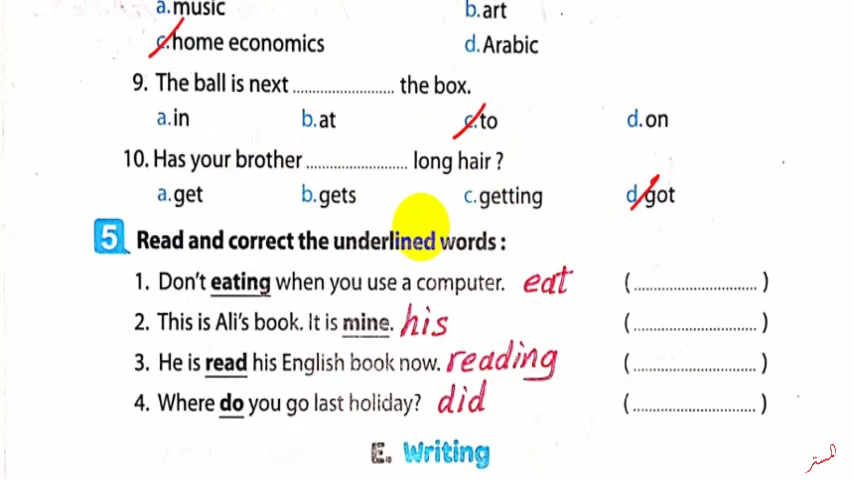 a. music b. art
c. home economics d. Arabic
9. The ball is next ........................ the box.
a. in b. at c. to d. on
10. Has your brother ........................ long hair ?
a. get b. gets c. getting d. got
5 Read and correct the underlined words :
1. Don't eating when you use a computer. eat (.............................)
2. This is Ali's book. It is mine. his (.............................)
3. He is read his English book now. reading (.............................)
4. Where do you go last holiday? did (.............................)
E. Writing